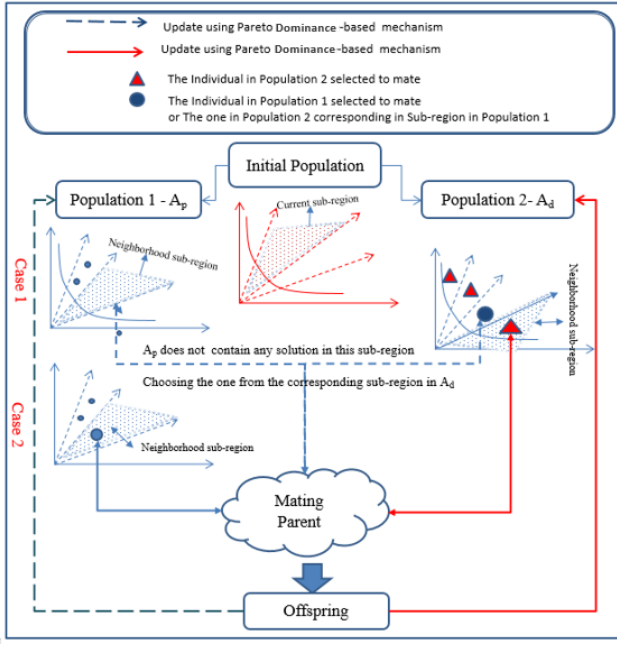 Update using Pareto Dominance -based mechanism
Update using Pareto Dominance-based mechanism
The Individual in Population 2 selected to mate
The Individual in Population 1 selected to mate
or The one in Population 2 corresponding in Sub-region in Population 1
Initial Population
Population 1 - Ap
Population 2- Ad
Current sub-region
Neighborhood sub-region
Neighborhood sub-region
Case 1
Ap does not contain any solution in this sub-region
Choosing the one from the corresponding sub-region in Ad
Case 2
Neighborhood sub-region
Mating
Parent
Offspring